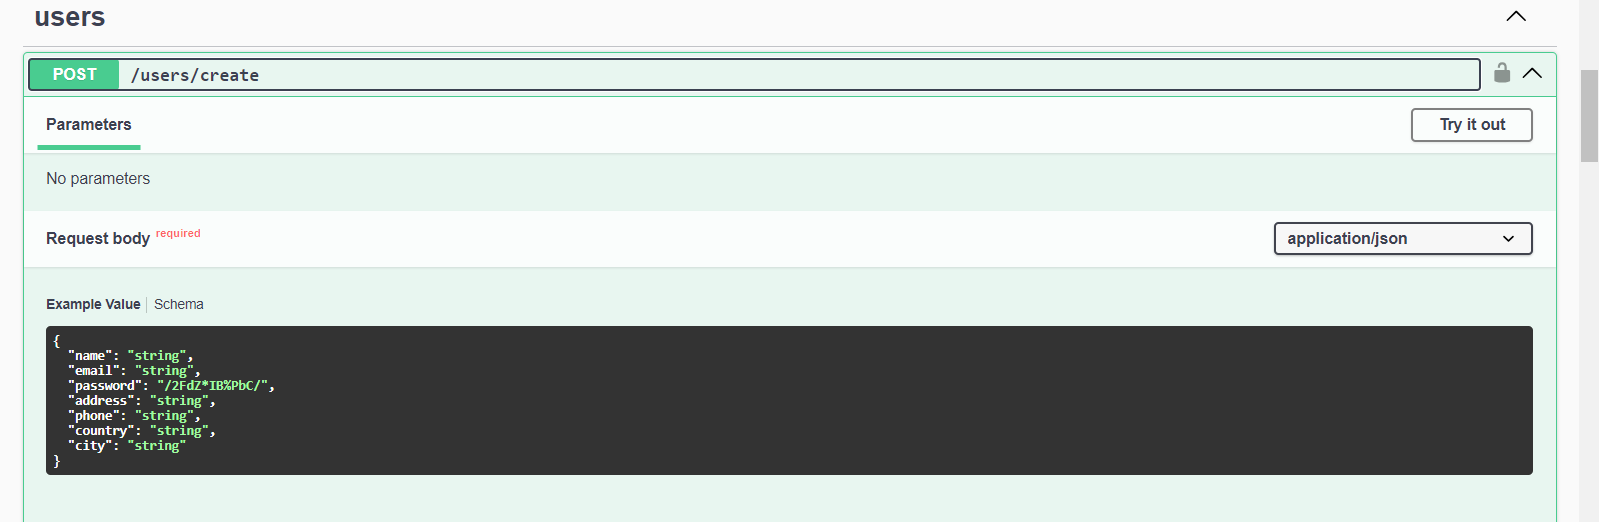 users
POST /users/create
Parameters
Try it out
No parameters
Request body required
application/json
Example Value Schema
{
"name": "string",
"email": "string",
"password": "/2FdZ*IB%PbC/",
"address": "string",
"phone": "string",
"country": "string",
"city": "string"
}